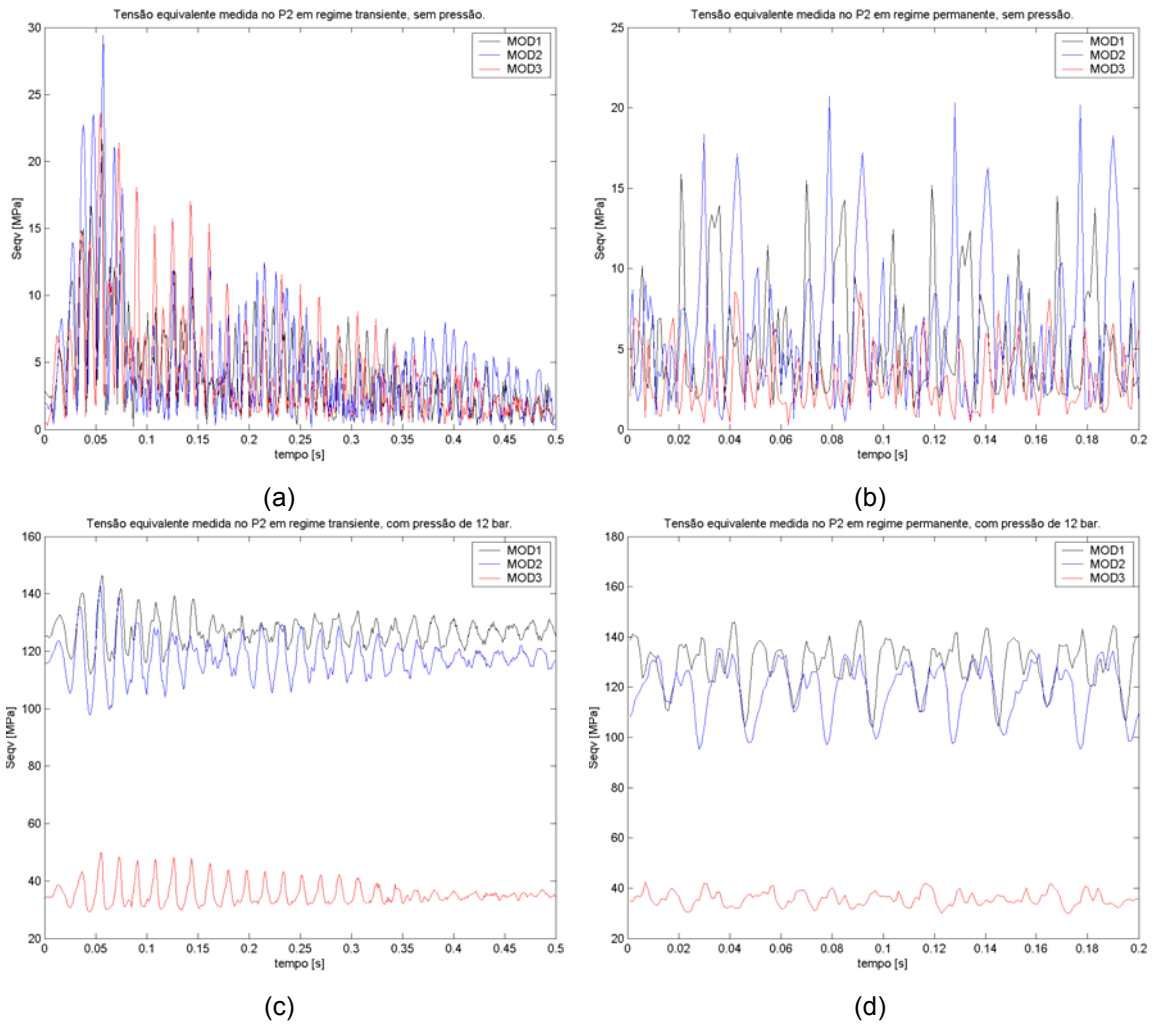 Tensão equivalente medida no P2 em regime transiente, sem pressão.
30
25
20
15
10
5
0
Seqv [MPa]
MOD1
MOD2
MOD3
0 0.05 0.1 0.15 0.2 0.25 0.3 0.35 0.4 0.45 0.5
tempo [s]
(a)
Tensão equivalente medida no P2 em regime permanente, sem pressão.
25
20
15
10
5
0
Seqv [MPa]
MOD1
MOD2
MOD3
0 0.02 0.04 0.06 0.08 0.1 0.12 0.14 0.16 0.18 0.2
tempo [s]
(b)
Tensão equivalente medida no P2 em regime transiente, com pressão de 12 bar.
160
140
120
100
80
60
40
20
Seqv [MPa]
MOD1
MOD2
MOD3
0 0.05 0.1 0.15 0.2 0.25 0.3 0.35 0.4 0.45 0.5
tempo [s]
(c)
Tensão equivalente medida no P2 em regime permanente, com pressão de 12 bar.
180
160
140
120
100
80
60
40
20
Seqv [MPa]
MOD1
MOD2
MOD3
0 0.02 0.04 0.06 0.08 0.1 0.12 0.14 0.16 0.18 0.2
tempo [s]
(d)